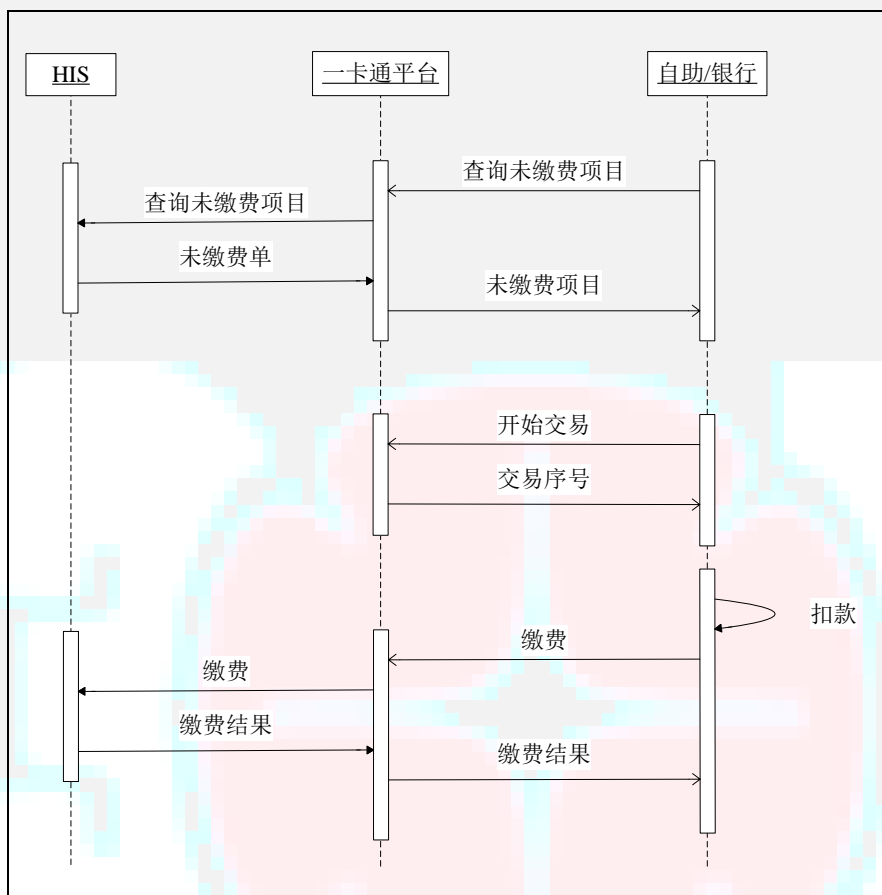 HIS
一卡通平台
自助/银行
查询未缴费项目
查询未缴费项目
未缴费单
未缴费项目
开始交易
交易序号
扣款
缴费
缴费
缴费结果
缴费结果